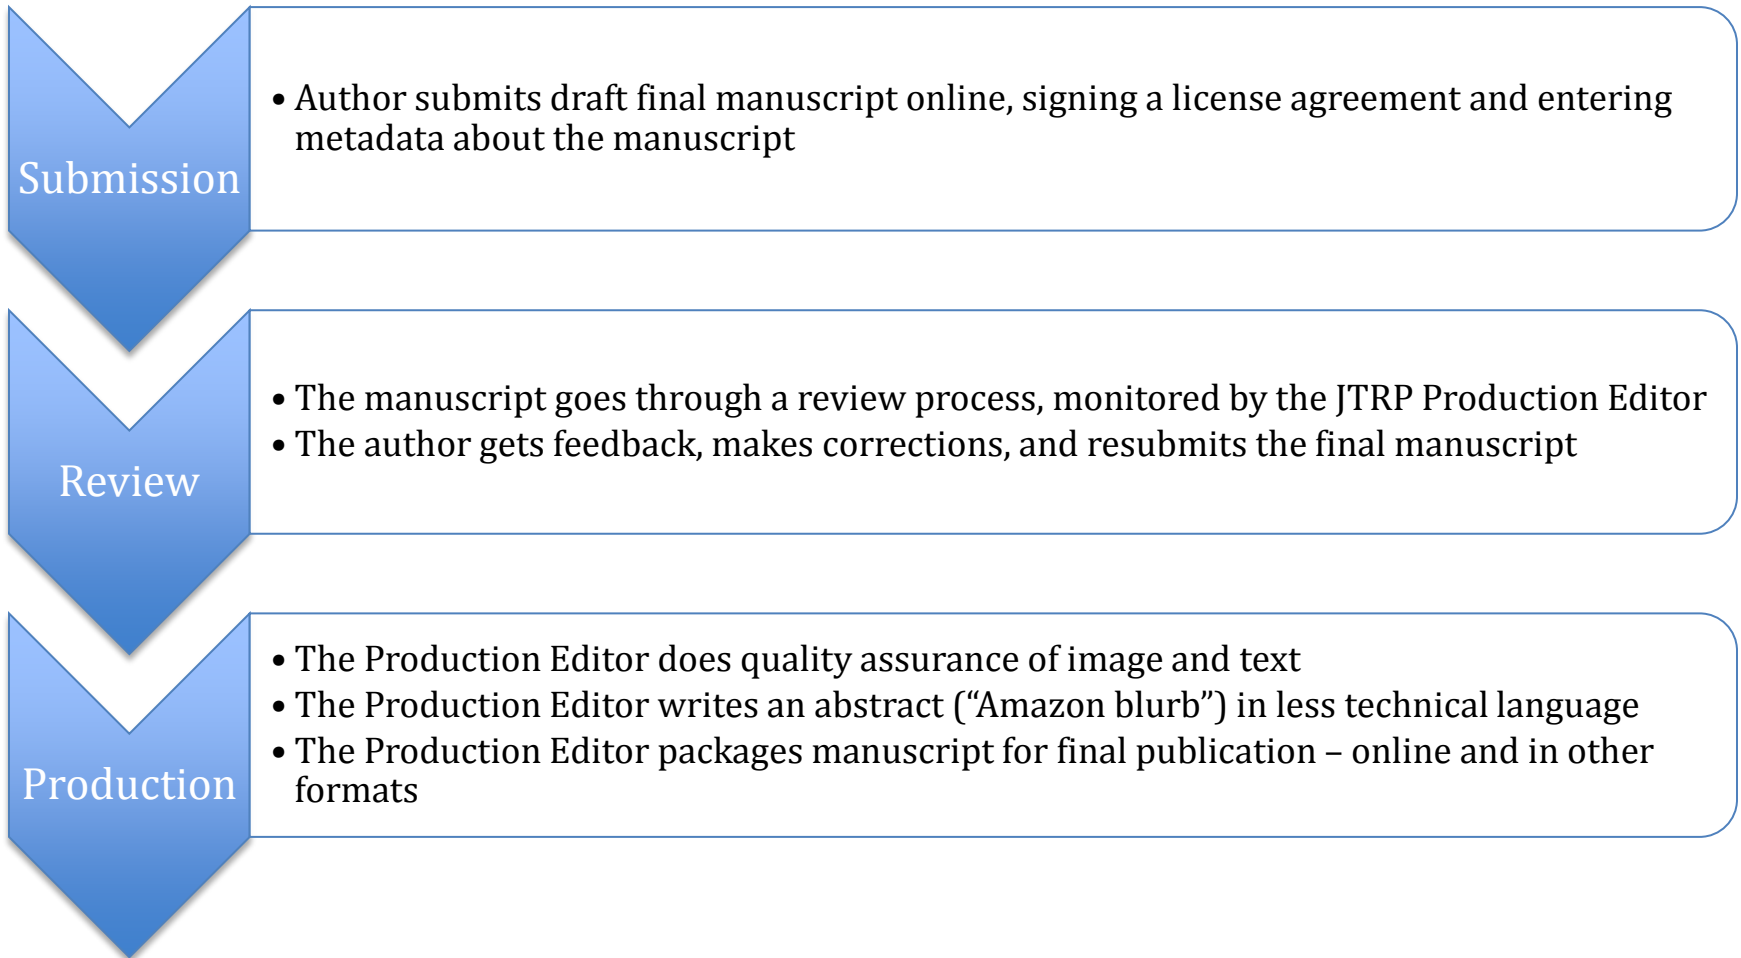 Submission
• Author submits draft final manuscript online, signing a license agreement and entering
metadata about the manuscript
Review
• The manuscript goes through a review process, monitored by the JTRP Production Editor
• The author gets feedback, makes corrections, and resubmits the final manuscript
Production
• The Production Editor does quality assurance of image and text
• The Production Editor writes an abstract (“Amazon blurb”) in less technical language
• The Production Editor packages manuscript for final publication – online and in other
formats